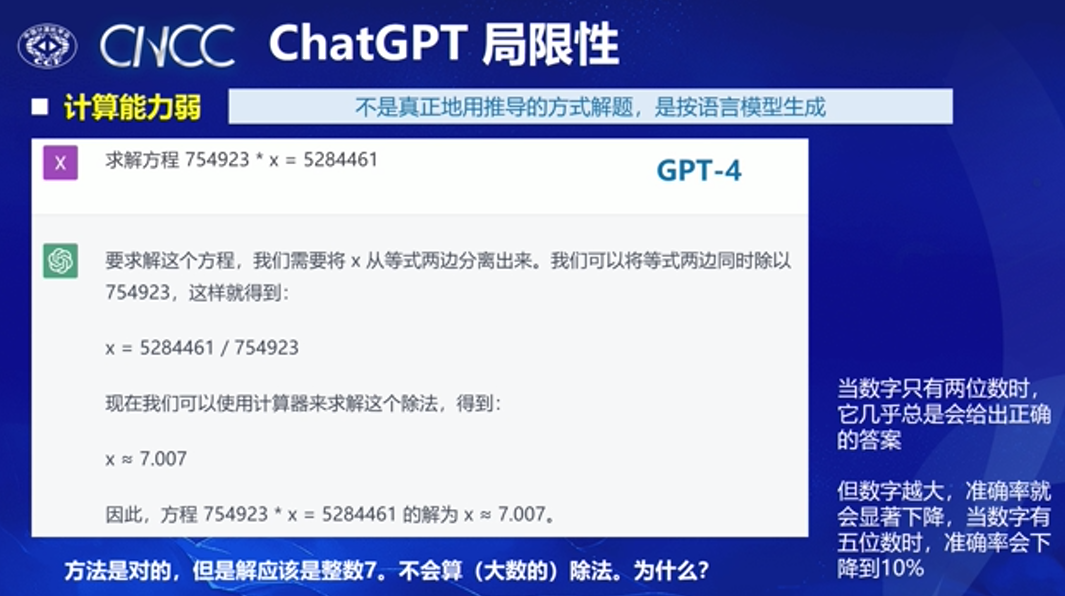 CNCC ChatGPT 局限性
CCF
计算能力弱 不是真正地用推导的方式解题，是按语言模型生成
X 求解方程 754923 * x = 5284461
GPT-4
要求解这个方程，我们需要将 x 从等式两边分离出来。我们可以将等式两边同时除以
754923，这样就得到：
x = 5284461 / 754923
现在我们可以使用计算器来求解这个除法，得到：
x ≈ 7.007
因此，方程 754923 * x = 5284461 的解为 x ≈ 7.007。
当数字只有两位数时，
它几乎总是会给出正确
的答案
但数字越大，准确率就
会显著下降，当数字有
五位数时，准确率会下
降到10%
方法是对的，但是解应该是整数7。不会算（大数的）除法。为什么？